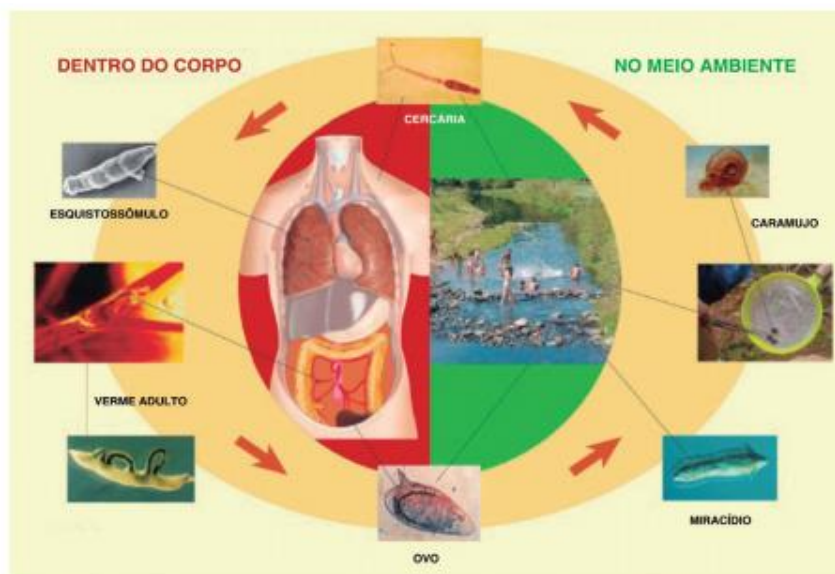 DENTRO DO CORPO
NO MEIO AMBIENTE
CERCÁRIA
ESQUISTOSSÔMULO
CARAMUJO
VERME ADULTO
MIRACÍDIO
OVO